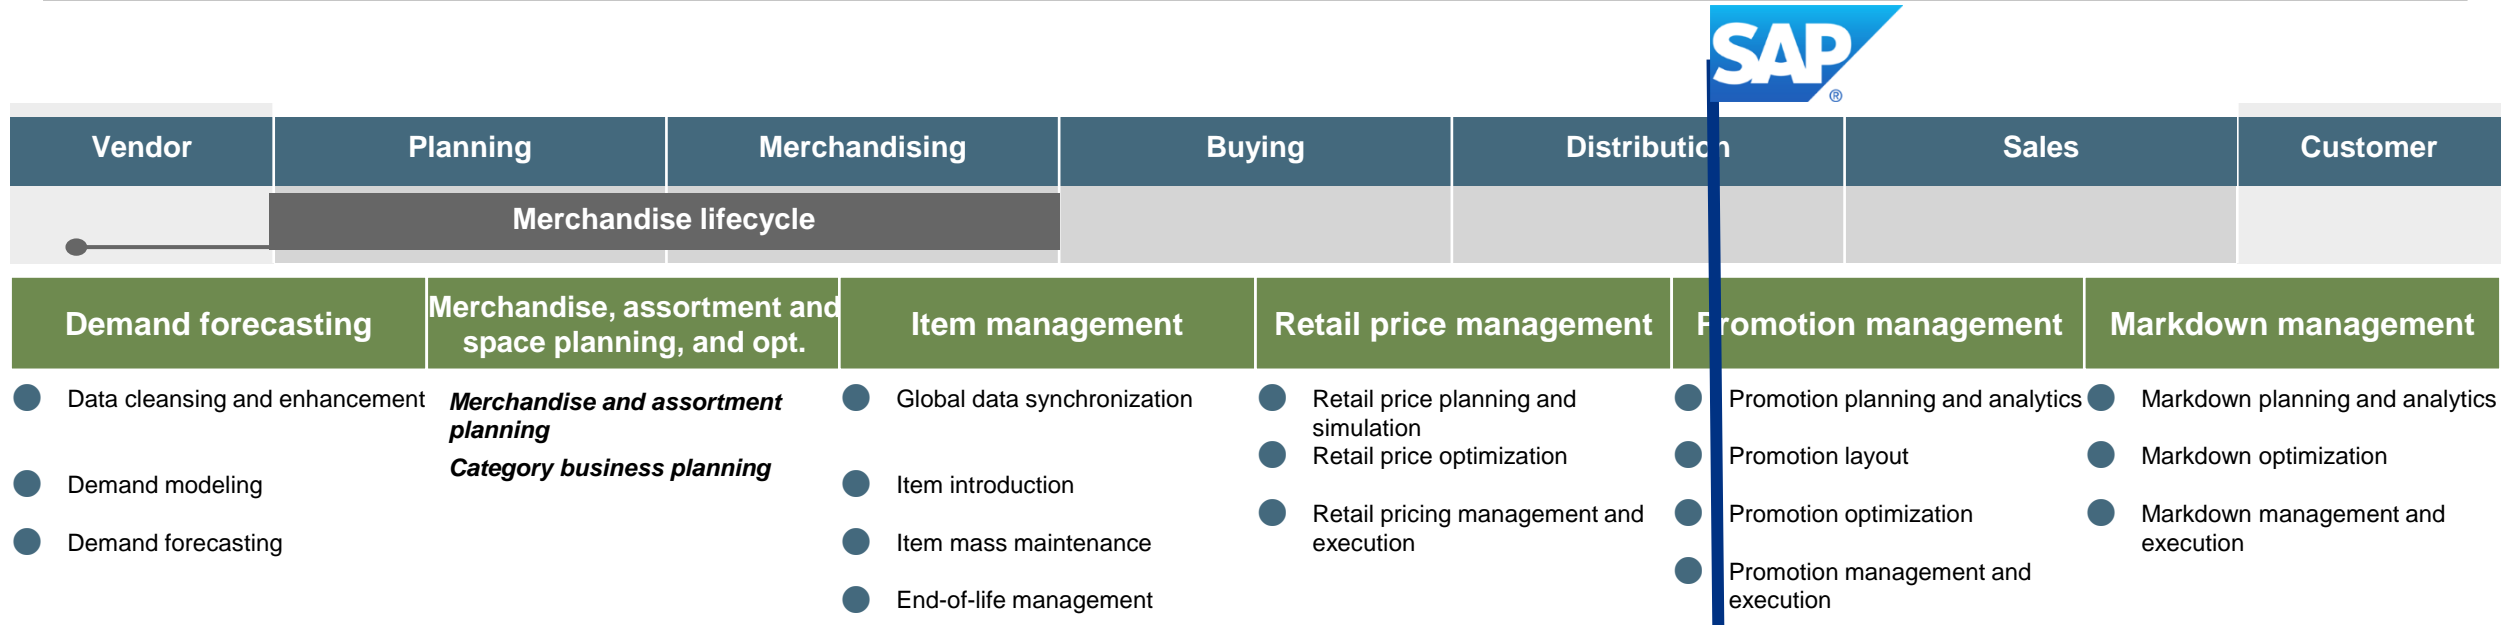 SAP
®
Vendor
Planning
Merchandising
Buying
Distribution
Sales
Customer
Merchandise lifecycle
Demand forecasting
Merchandise, assortment and
space planning, and opt.
Item management
Retail price management
Promotion management
Markdown management
Data cleansing and enhancement
Demand modeling
Demand forecasting
Merchandise and assortment
planning
Category business planning
Global data synchronization
Item introduction
Item mass maintenance
End-of-life management
Retail price planning and
simulation
Retail price optimization
Retail pricing management and
execution
Promotion planning and analytics
Promotion layout
Promotion optimization
Promotion management and
execution
Markdown planning and analytics
Markdown optimization
Markdown management and
execution